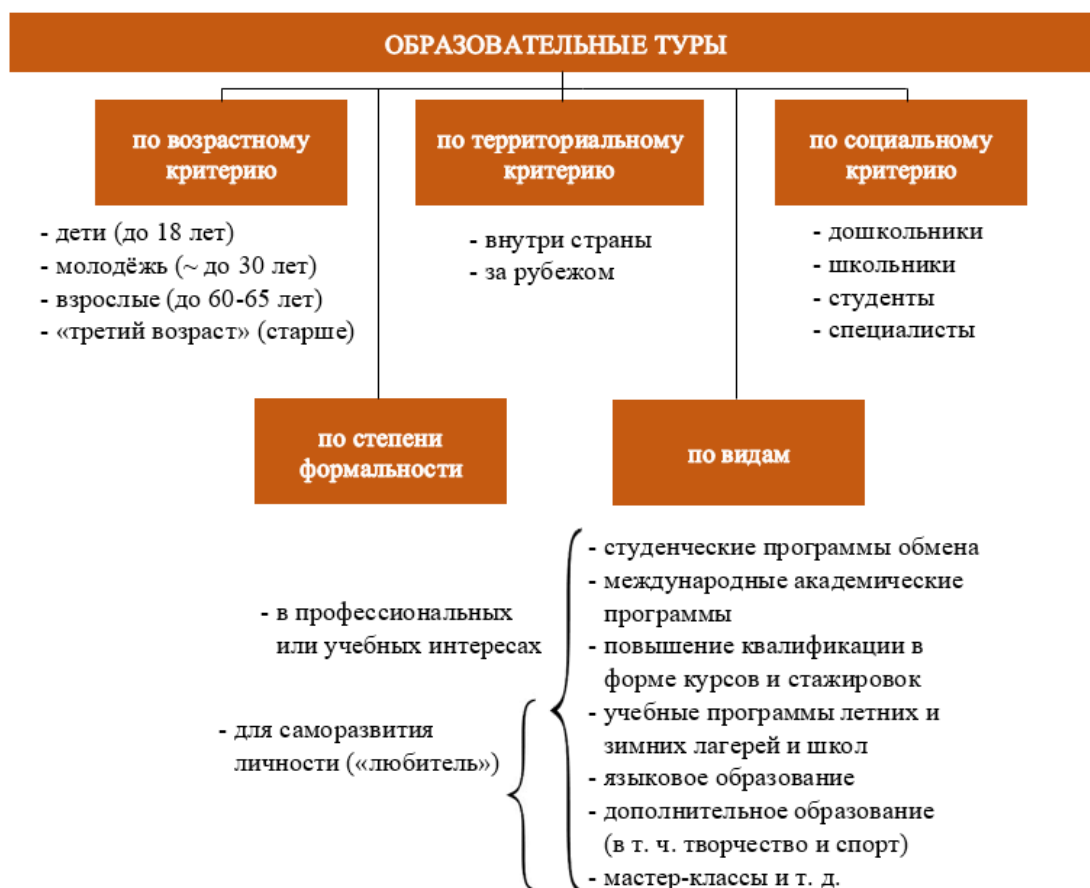 ОБРАЗОВАТЕЛЬНЫЕ ТУРЫ
по возрастному
критерию
- дети (до 18 лет)
- молодёжь (~ до 30 лет)
- взрослые (до 60-65 лет)
- «третий возраст» (старше)
по территориальному
критерию
- внутри страны
- за рубежом
по социальному
критерию
- дошкольники
- школьники
- студенты
- специалисты
по степени
формальности
- в профессиональных
или учебных интересах
- для саморазвития
личности («любитель»)
по видам
- студенческие программы обмена
- международные академические
программы
- повышение квалификации в
форме курсов и стажировок
- учебные программы летних и
зимних лагерей и школ
- языковое образование
- дополнительное образование
(в т. ч. творчество и спорт)
- мастер-классы и т. д.